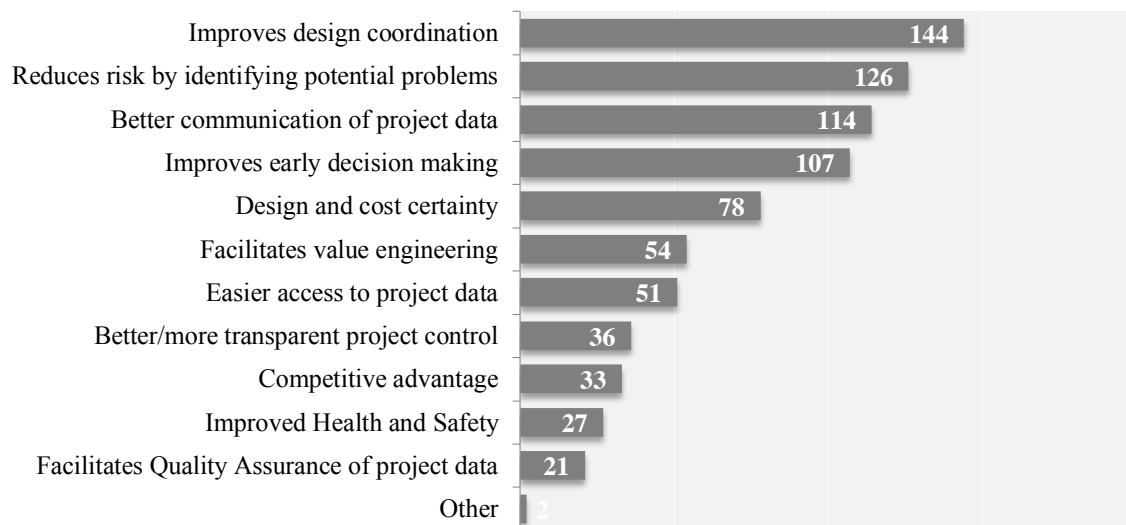 Improves design coordination 144
Reduces risk by identifying potential problems 126
Better communication of project data 114
Improves early decision making 107
Design and cost certainty 78
Facilitates value engineering 54
Easier access to project data 51
Better/more transparent project control 36
Competitive advantage 33
Improved Health and Safety 27
Facilitates Quality Assurance of project data 21
Other 2